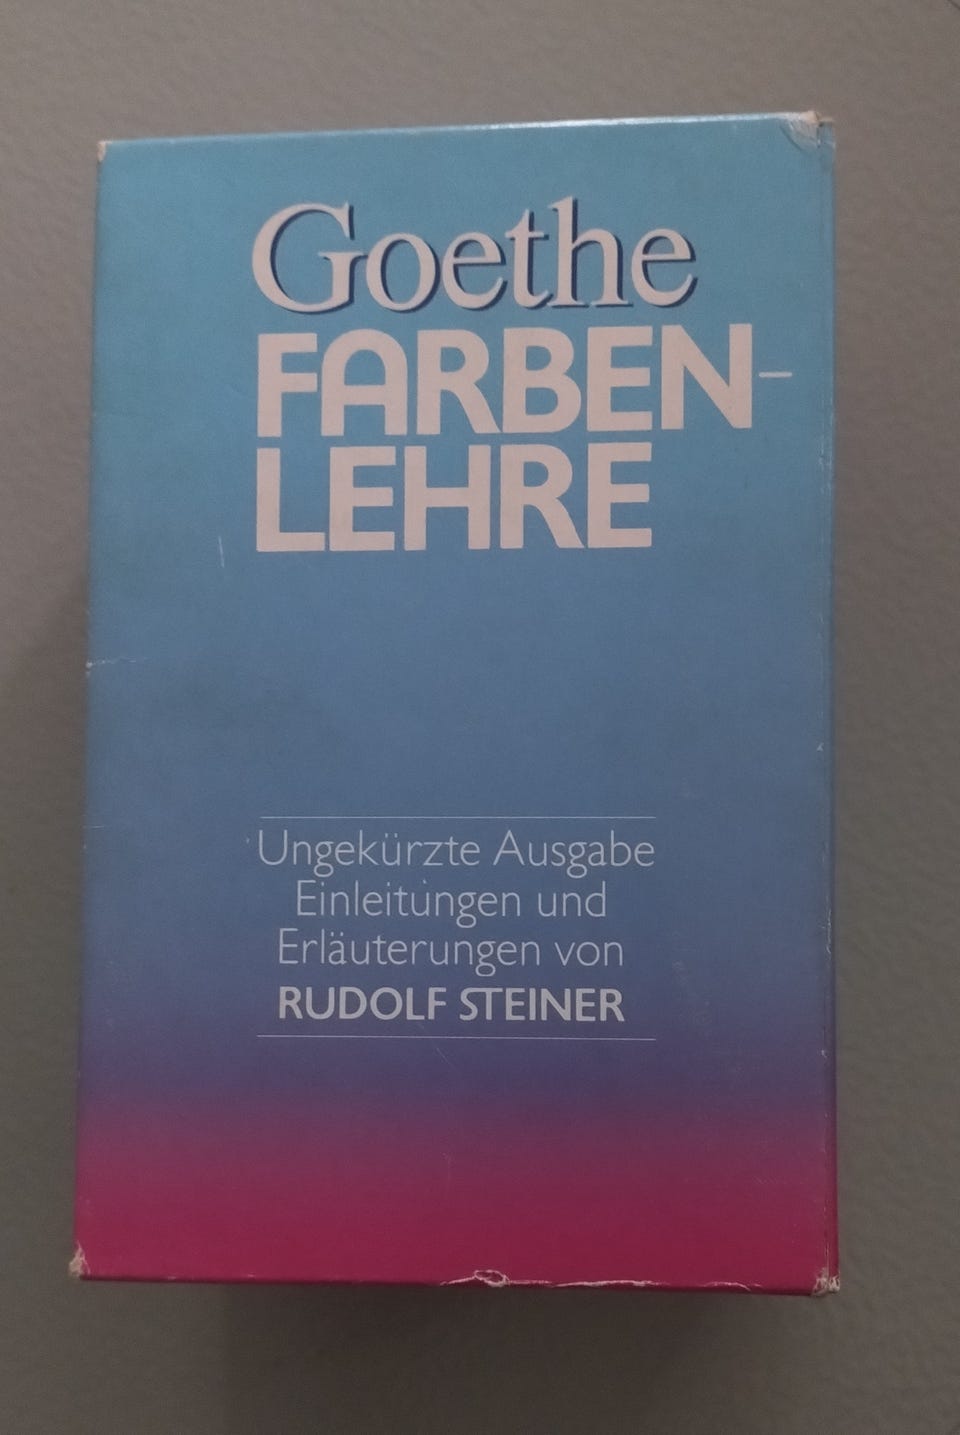 Goethe
FARBEN-
LEHRE
Ungekürzte Ausgabe
Einleitungen und
Erläuterungen von
RUDOLF STEINER